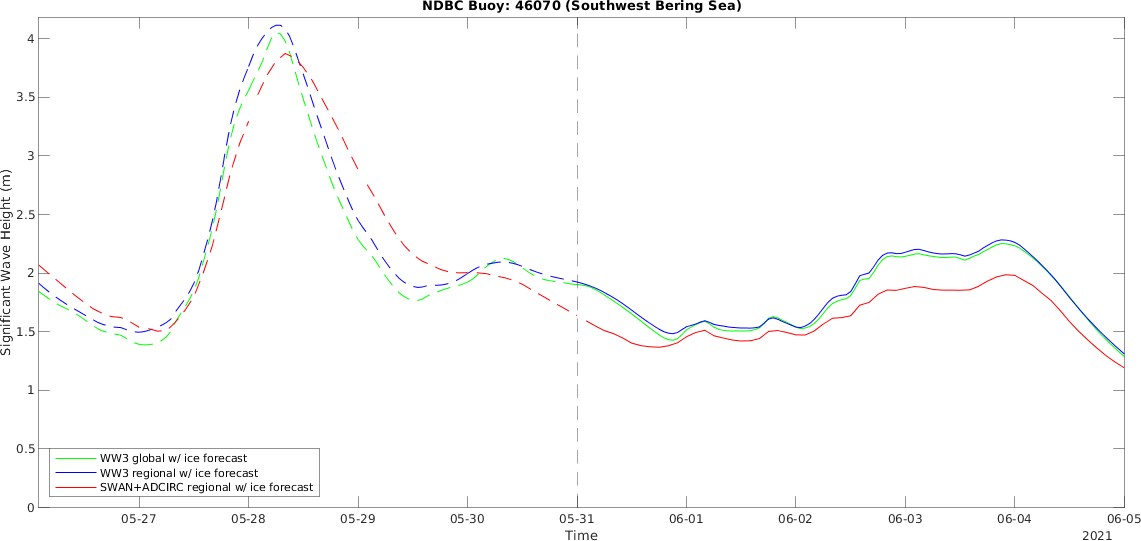 NDBC Buoy: 46070 (Southwest Bering Sea)
4
3.5
3
2.5
2
1.5
1
0.5
0
Significant Wave Height (m)
WW3 global w/ ice forecast
WW3 regional w/ ice forecast
SWAN+ADCIRC regional w/ ice forecast
05-27 05-28 05-29 05-30 05-31 06-01 06-02 06-03 06-04 06-05
Time
2021